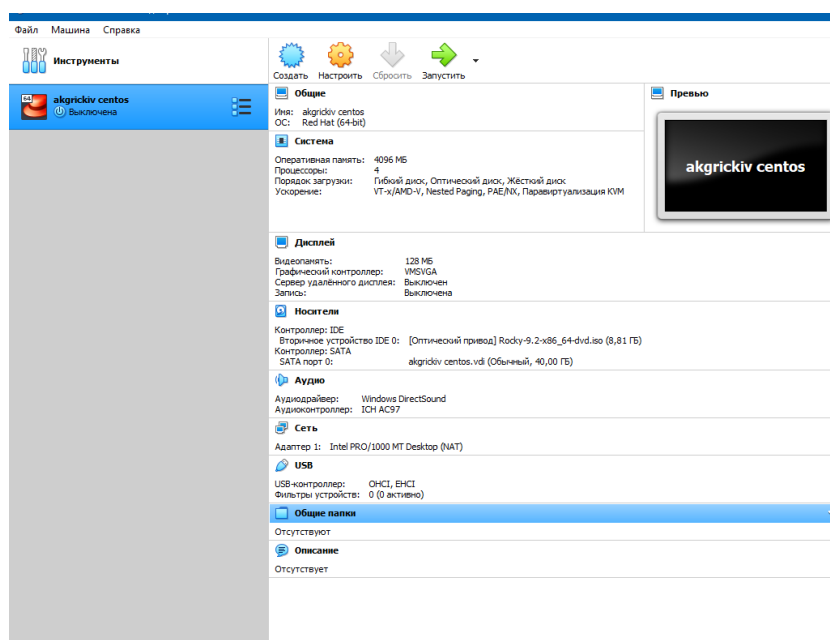 Файл Машина Справка
Инструменты
Создать Настроить Сбросить Запустить
64
akgrickiv centos
Выключена
Общие
Имя: akgrickiv centos
ОС: Red Hat (64-bit)
Превью
akgrickiv centos
Система
Оперативная память: 4096 МБ
Процессоры: 4
Порядок загрузки: Гибкий диск, Оптический диск, Жёсткий диск
Ускорение: VT-x/AMD-V, Nested Paging, PAE/NX, Паравиртуализация KVM
Дисплей
Видеопамять: 128 МБ
Графический контроллер: VMSVGA
Сервер удалённого дисплея: Выключен
Запись: Выключена
Носители
Контроллер: IDE
Вторичное устройство IDE 0: [Оптический привод] Rocky-9.2-x86_64-dvd.iso (8,81 ГБ)
Контроллер: SATA
SATA порт 0: akgrickiv centos.vdi (Обычный, 40,00 ГБ)
Аудио
Аудиодрайвер: Windows DirectSound
Аудиоконтроллер: ICH AC97
Сеть
Адаптер 1: Intel PRO/1000 MT Desktop (NAT)
USB
USB-контроллер: OHCI, EHCI
Фильтры устройств: 0 (0 активно)
Общие папки
Отсутствуют
Описание
Отсутствует